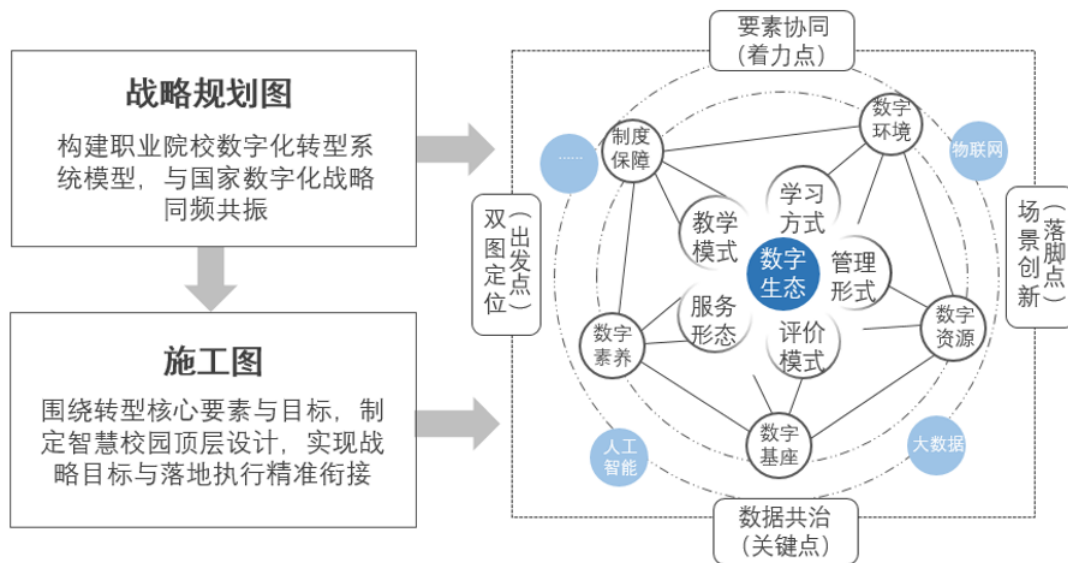 战略规划图
构建职业院校数字化转型系
统模型，与国家数字化战略
同频共振
施工图
围绕转型核心要素与目标，制
定智慧校园顶层设计，实现战
略目标与落地执行精准衔接
要素协同
（着力点）
双图定位
（出发点）
场景创新
（落脚点）
数据共治
（关键点）
制度
保障
数字
环境
数字
资源
数字
基座
数字
素养
......
物联网
大数据
人工
智能
教学
模式
学习
方式
管理
形式
评价
模式
服务
形态
数字
生态